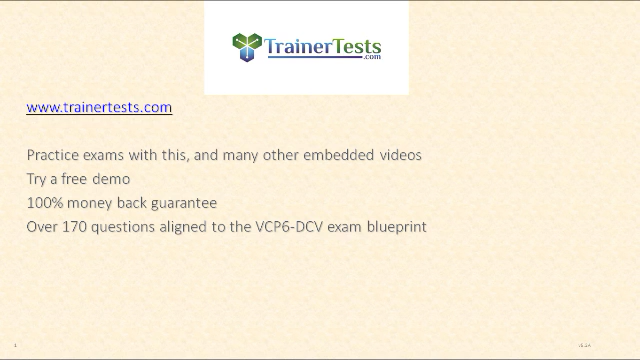 TrainerTests
.com
www.trainertests.com
Practice exams with this, and many other embedded videos
Try a free demo
100% money back guarantee
Over 170 questions aligned to the VCP6-DCV exam blueprint
1